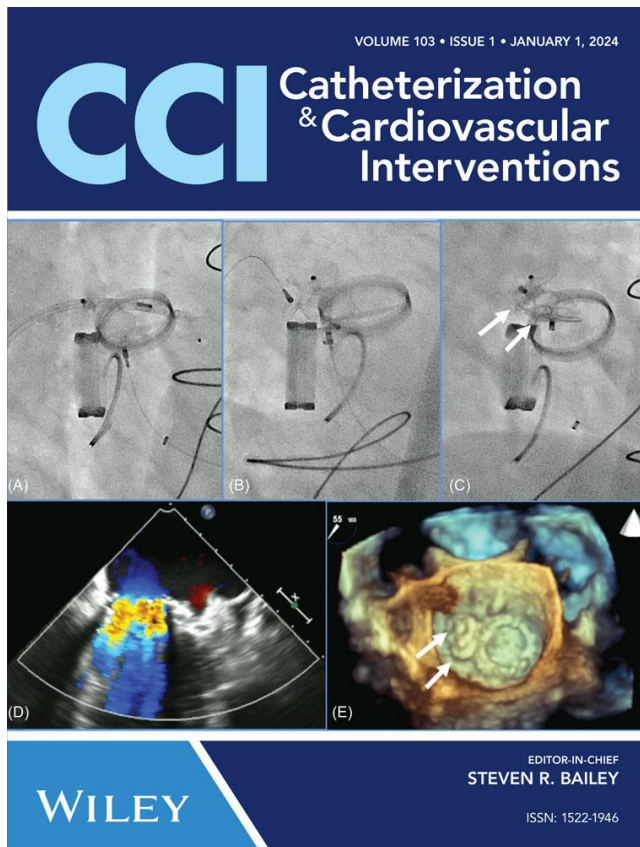 VOLUME 103 • ISSUE 1 • JANUARY 1, 2024
CCI
Catheterization
& Cardiovascular
Interventions
(A)
(B)
(C)
P
55
(D)
(E)
WILEY
EDITOR-IN-CHIEF
STEVEN R. BAILEY
ISSN: 1522-1946